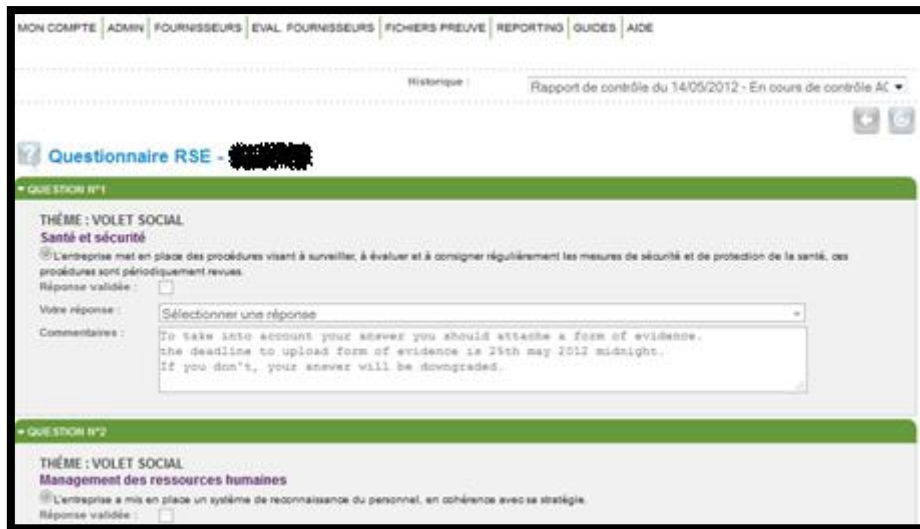 MON COMPTE ADMIN FOURNISSEURS EVAL. FOURNISSEURS FICHIERS PREUVE REPORTING GUIDES AIDE
Historique : Rapport de contrôle du 14/05/2012 - En cours de contrôle AC
Questionnaire RSE -
QUESTION N°1
THÉME : VOLET SOCIAL
Santé et sécurité
L'entreprise met en place des procédures visant à surveiller, à évaluer et à consigner régulièrement les mesures de sécurité et de protection de la santé, ces
procédures sont périodiquement revues.
Réponse validée :
Votre réponse : Sélectionner une réponse
Commentaires : To take into account your answer you should attache a form of evidence.
the deadline to upload form of evidence is 25th may 2012 midnight.
If you don't, your answer will be downgraded.
QUESTION N°2
THÉME : VOLET SOCIAL
Management des ressources humaines
L'entreprise a mis en place un système de reconnaissance du personnel, en cohérence avec sa stratégie.
Réponse validée :